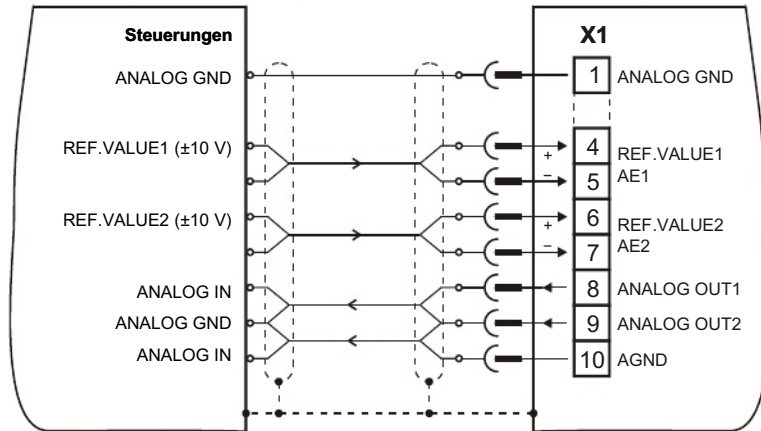 Steuerungen
X1
ANALOG GND
1
ANALOG GND
REF.VALUE1 (±10 V)
+
4
REF.VALUE1
−
5
AE1
REF.VALUE2 (±10 V)
+
6
REF.VALUE2
−
7
AE2
ANALOG IN
8
ANALOG OUT1
ANALOG GND
9
ANALOG OUT2
ANALOG IN
10
AGND